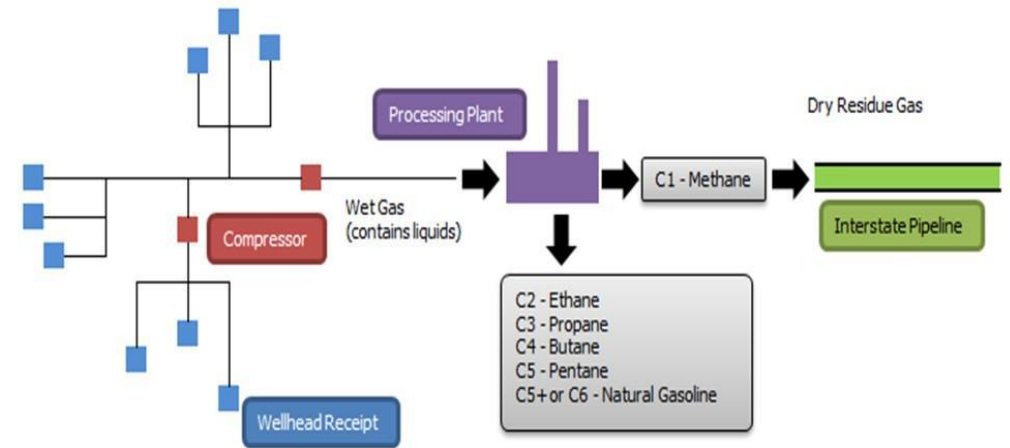 Processing Plant
Dry Residue Gas
C1 - Methane
Wet Gas
(contains liquids)
Compressor
Interstate Pipeline
C2 - Ethane
C3 - Propane
C4 - Butane
C5 - Pentane
C5+ or C6 - Natural Gasoline
Wellhead Receipt